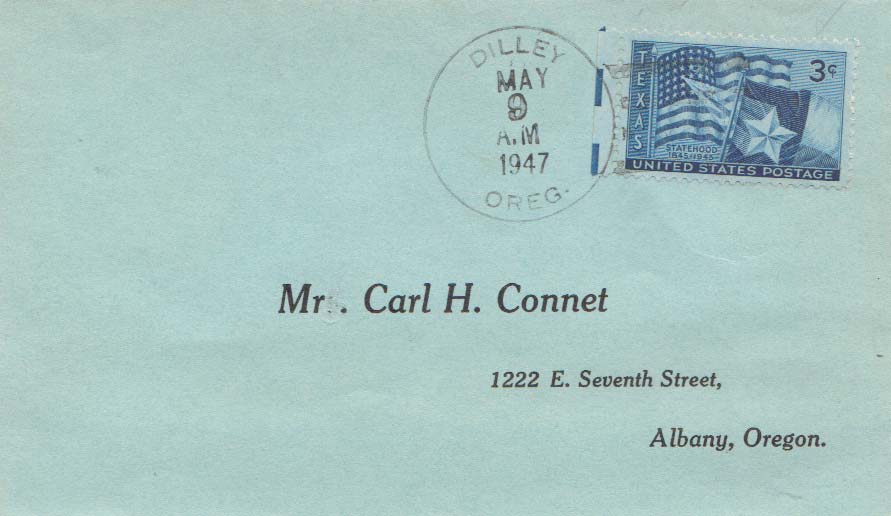 DILLEY
MAY
9
A.M
1947
OREG.
TEXAS
3¢
STATEHOOD
1845-1945
UNITED STATES POSTAGE
Mr. Carl H. Connet
1222 E. Seventh Street,
Albany, Oregon.